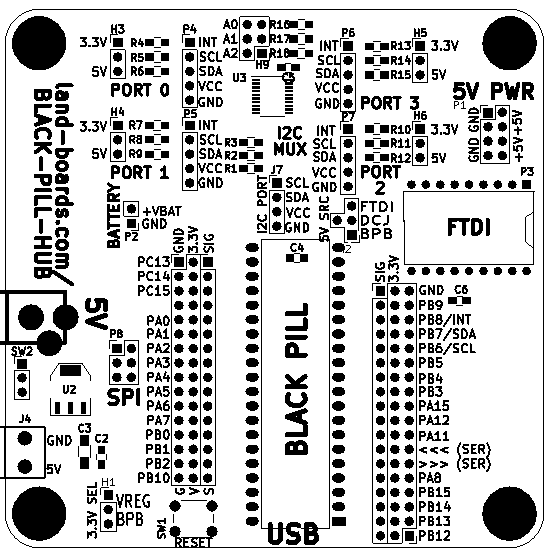 H3
3.3V
5V
R4
R5
R6
PORT 0
P4
INT
SCL
SDA
VCC
GND
A0
A1
A2
R16
R17
R18
H9
U3
C5
P6
INT
SCL
SDA
VCC
GND
R13
R14
R15
H5
3.3V
5V
PORT 3
5V PWR
P1
GND
GND
+5V
+5V
H4
3.3V
5V
R7
R8
R9
PORT 1
P5
INT
SCL
SDA
VCC
GND
R3
R2
R1
I2C
MUX
P7
INT
SCL
SDA
VCC
GND
R10
R11
R12
H6
3.3V
5V
PORT
2
land-boards.com/
BLACK-PILL-HUB
BATTERY
+VBAT
GND
P2
J7
I2C PORT
SCL
SDA
VCC
GND
5V SRC
FTDI
DCJ
BPB
P3
FTDI
GND
3.3V
SIG
PC13
PC14
PC15
PA0
PA1
PA2
PA3
PA4
PA5
PA6
PA7
PB0
PB1
PB2
PB10
G
V
S
C4
BLACK PILL
USB
SIG
3.3V
GND
PB9
PB8/INT
PB7/SDA
PB6/SCL
PB5
PB4
PB3
PA15
PA12
PA11
<<< (SER)
>>> (SER)
PA8
PB15
PB14
PB13
PB12
C6
5V
SW2
P8
SPI
U2
J4
GND
5V
C3
C2
3.3V SEL
H1
VREG
BPB
SW1
RESET